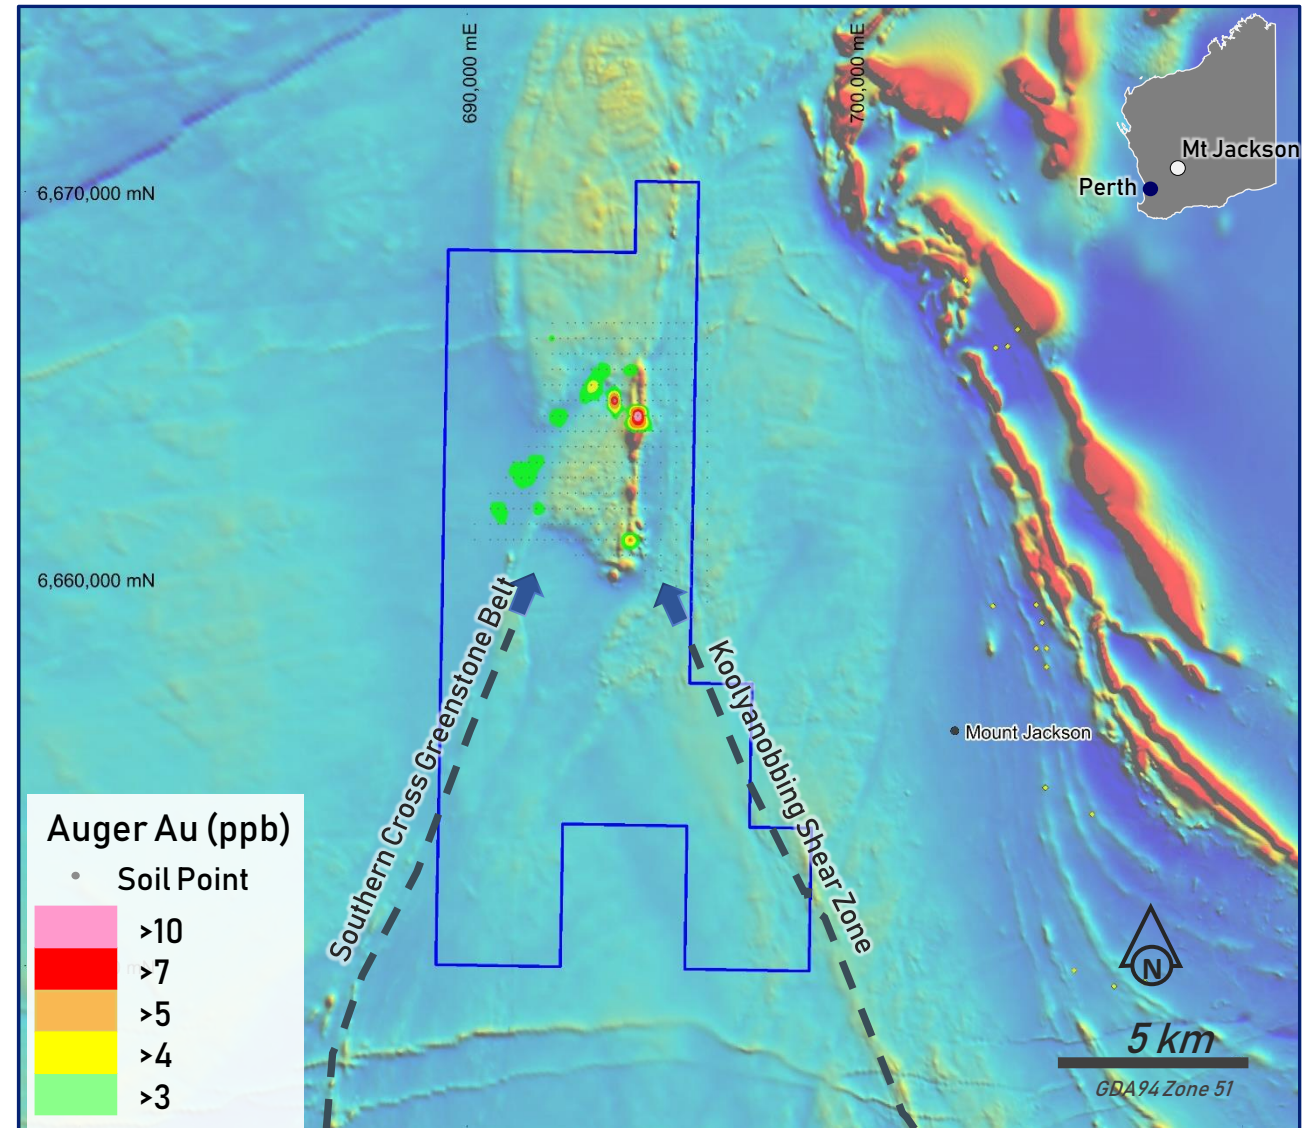 690,000 mE
700,000 mE
Mt Jackson
Perth
6,670,000 mN
6,660,000 mN
Southern Cross Greenstone Belt
Koolyanobbing Shear Zone
Mount Jackson
Auger Au (ppb)
Soil Point
>10
>7
>5
>4
>3
N
5 km
GDA94 Zone 51